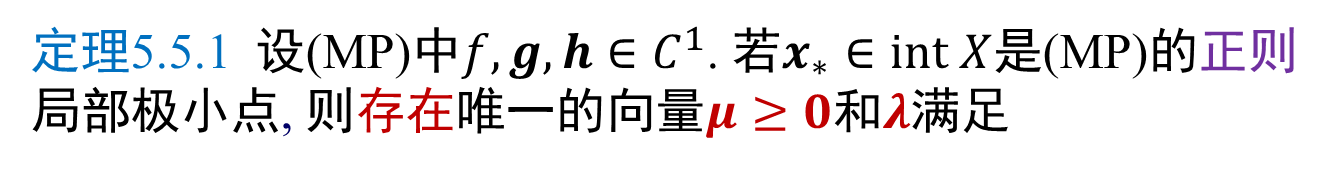 定理5.5.1 设(MP)中f, g, h ∈ C¹. 若x∗ ∈ int X是(MP)的正则
局部极小点, 则存在唯一的向量μ ≥ 0和λ满足